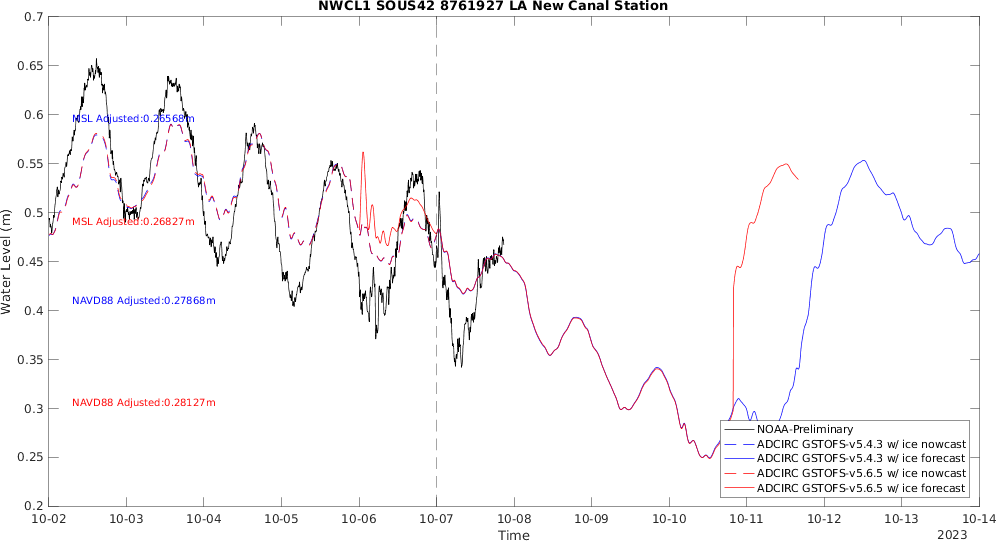 NWCL1 SOUS42 8761927 LA New Canal Station
0.7
0.65
0.6
0.55
0.5
0.45
0.4
0.35
0.3
0.25
0.2
Water Level (m)
MSL Adjusted:0.26568m
MSL Adjusted:0.26827m
NAVD88 Adjusted:0.27868m
NAVD88 Adjusted:0.28127m
NOAA-Preliminary
ADCIRC GSTOFS-v5.4.3 w/ ice nowcast
ADCIRC GSTOFS-v5.4.3 w/ ice forecast
ADCIRC GSTOFS-v5.6.5 w/ ice nowcast
ADCIRC GSTOFS-v5.6.5 w/ ice forecast
10-02 10-03 10-04 10-05 10-06 10-07 10-08 10-09 10-10 10-11 10-12 10-13 10-14
Time
2023